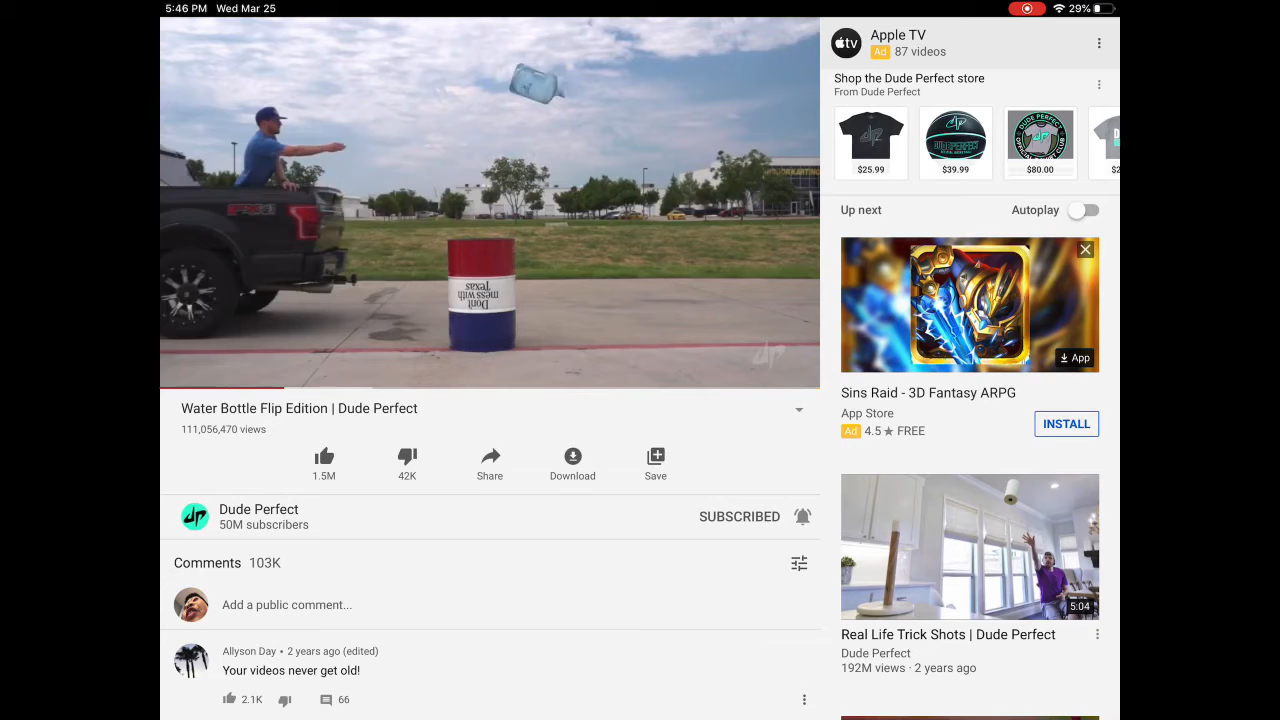 5:46 PM Wed Mar 25
29%
Don't
mess with
Texas
FX4
dp
Water Bottle Flip Edition | Dude Perfect
111,056,470 views
1.5M
42K
Share
Download
Save
Dude Perfect
50M subscribers
SUBSCRIBED
Comments 103K
Add a public comment...
Allyson Day • 2 years ago (edited)
Your videos never get old!
2.1K
66
tv
Apple TV
Ad 87 videos
Shop the Dude Perfect store
From Dude Perfect
$25.99
$39.99
$80.00
Up next
Autoplay
App
Sins Raid - 3D Fantasy ARPG
App Store
Ad 4.5 ★ FREE
INSTALL
5:04
Real Life Trick Shots | Dude Perfect
Dude Perfect
192M views · 2 years ago